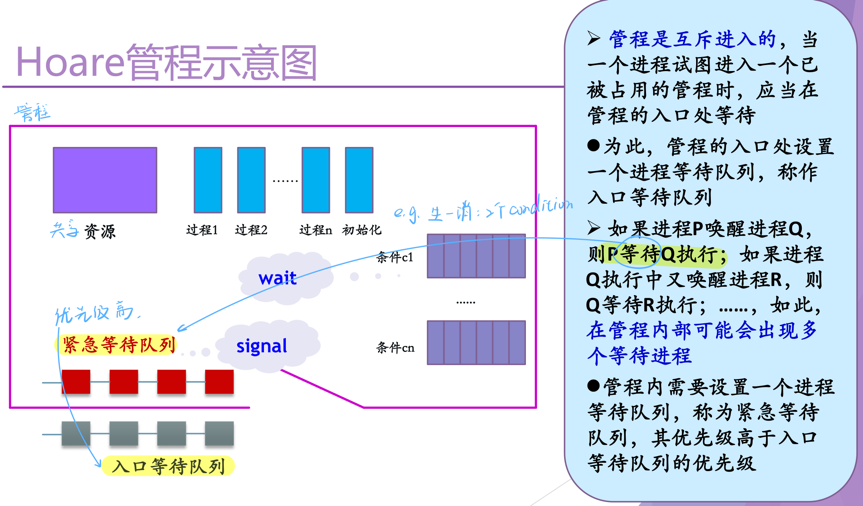 Hoare管程示意图
管程
共享资源
过程1
过程2
……
过程n
初始化
e.g. 生-消:2个condition
条件c1
……
条件cn
wait
signal
优先级高.
紧急等待队列
入口等待队列
➢ 管程是互斥进入的，当
一个进程试图进入一个已
被占用的管程时，应当在
管程的入口处等待
●为此，管程的入口处设置
一个进程等待队列，称作
入口等待队列
➢ 如果进程P唤醒进程Q，
则P等待Q执行；如果进程
Q执行中又唤醒进程R，则
Q等待R执行；……，如此，
在管程内部可能会出现多
个等待进程
●管程内需要设置一个进程
等待队列，称为紧急等待
队列，其优先级高于入口
等待队列的优先级